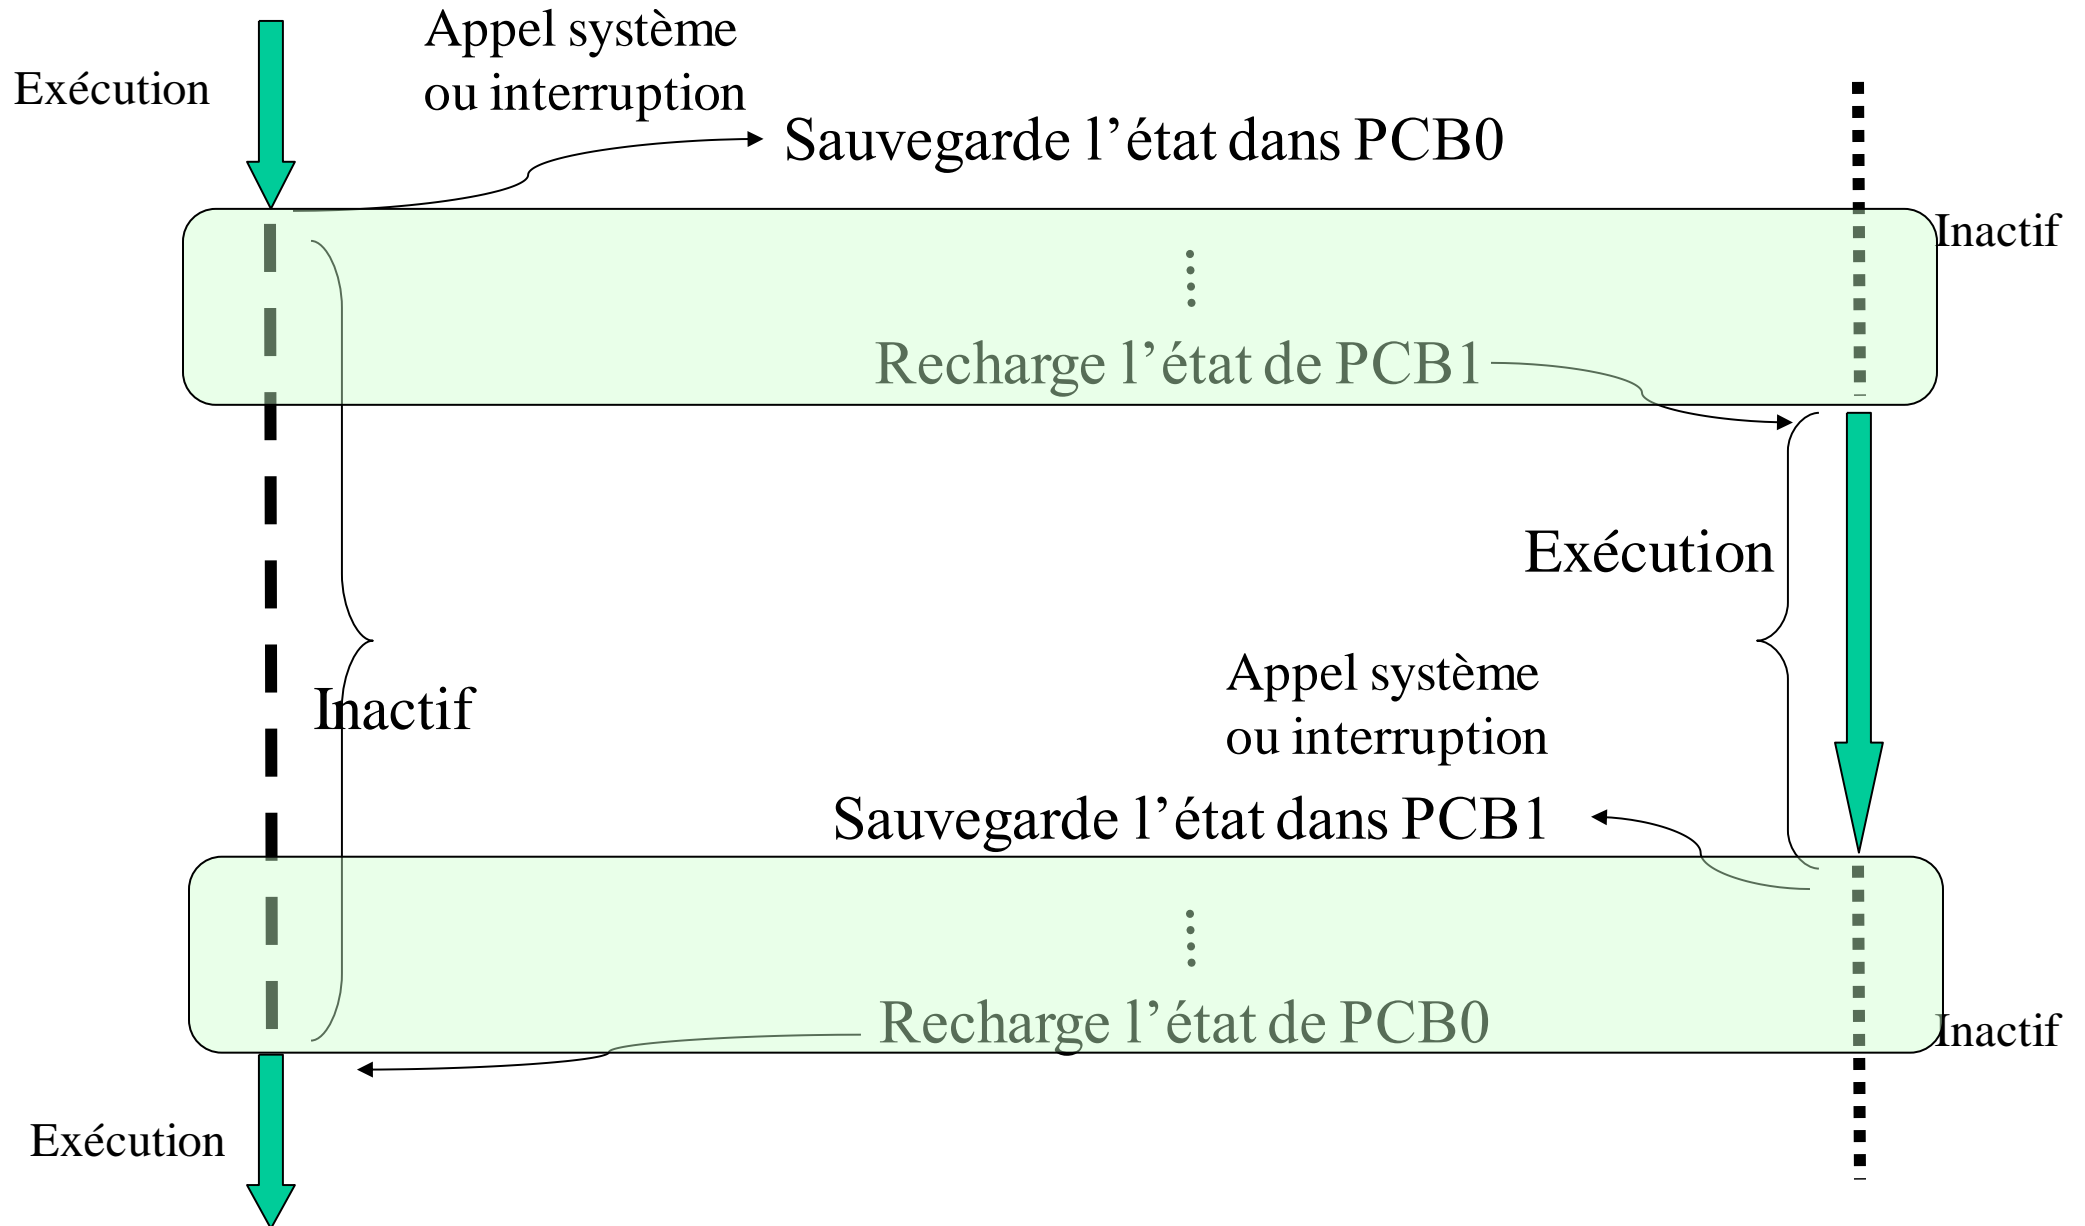 Appel système
ou interruption
Exécution
Sauvegarde l’état dans PCB0
Inactif
Recharge l’état de PCB1
Exécution
Appel système
ou interruption
Inactif
Sauvegarde l’état dans PCB1
Recharge l’état de PCB0
Inactif
Exécution